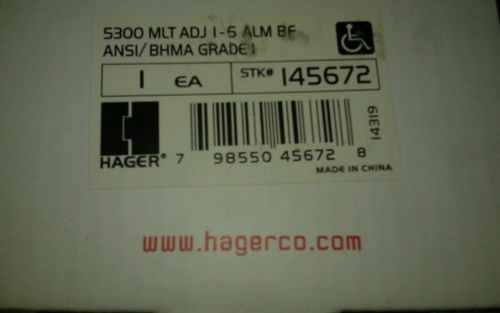 5300 MLT ADJ 1-6 ALM BF
ANSI/BHMA GRADE 1
1 EA
STK# 145672
14319
HAGER®
7 98550 45672 8
MADE IN CHINA
www.hagerco.com